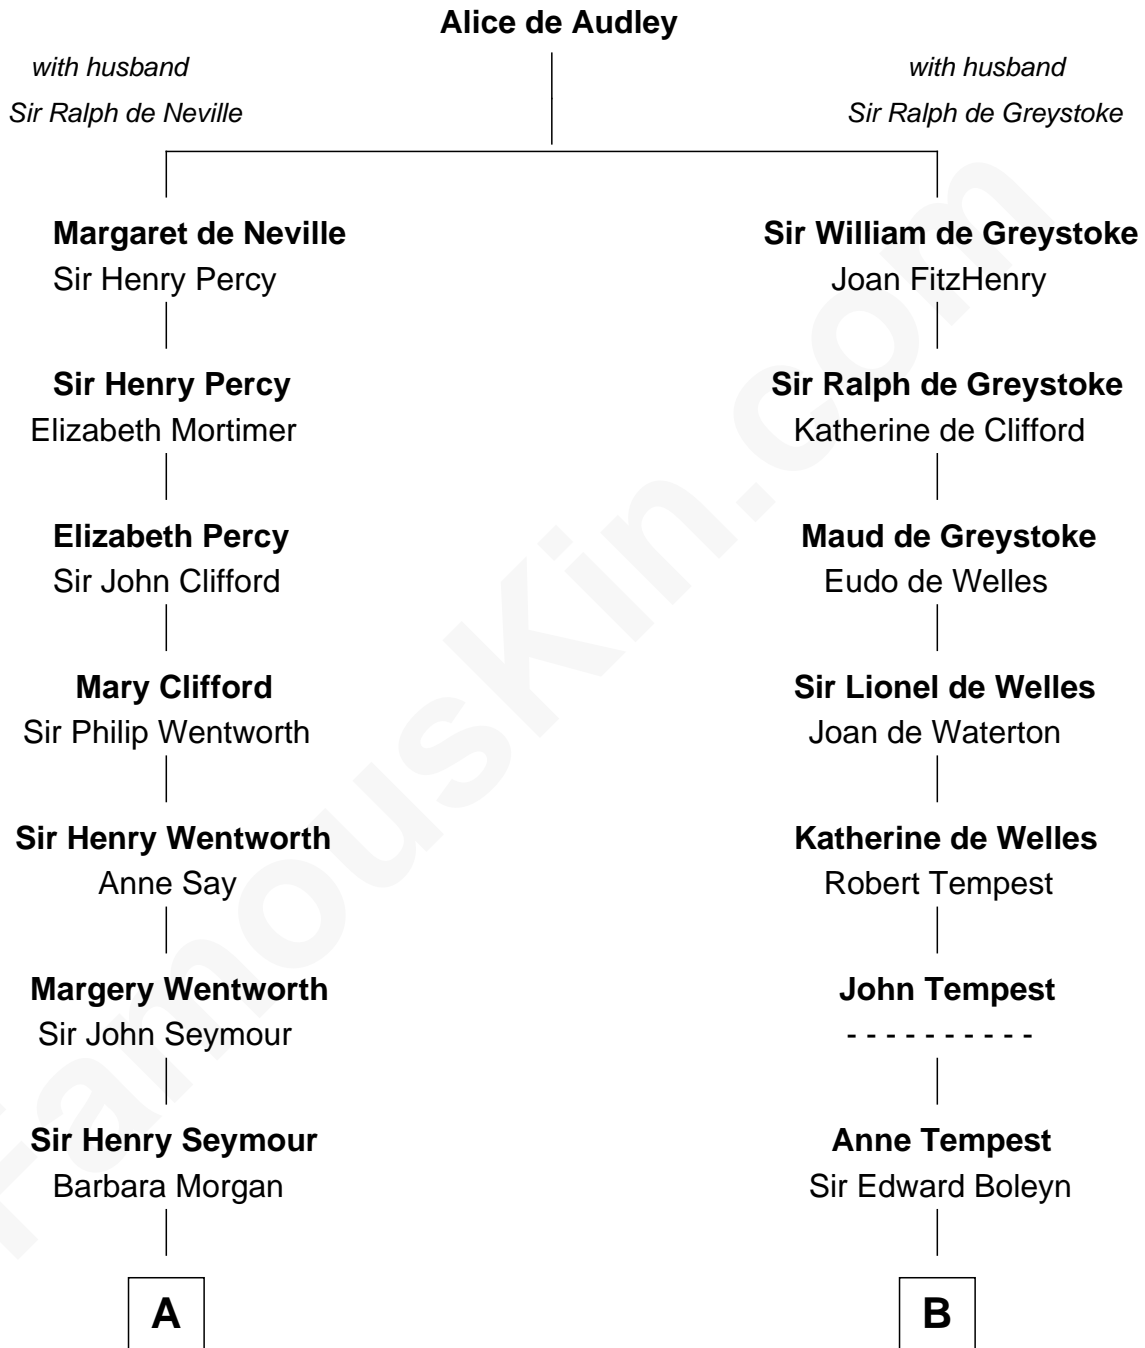 Alice de Audley
with husband
Sir Ralph de Neville
with husband
Sir Ralph de Greystoke
Margaret de Neville
Sir Henry Percy
Sir William de Greystoke
Joan FitzHenry
Sir Henry Percy
Elizabeth Mortimer
Sir Ralph de Greystoke
Katherine de Clifford
Elizabeth Percy
Sir John Clifford
Maud de Greystoke
Eudo de Welles
Mary Clifford
Sir Philip Wentworth
Sir Lionel de Welles
Joan de Waterton
Sir Henry Wentworth
Anne Say
Katherine de Welles
Robert Tempest
Margery Wentworth
Sir John Seymour
John Tempest
- - - - - - - - - -
Sir Henry Seymour
Barbara Morgan
Anne Tempest
Sir Edward Boleyn
A
B
FamousKin.com